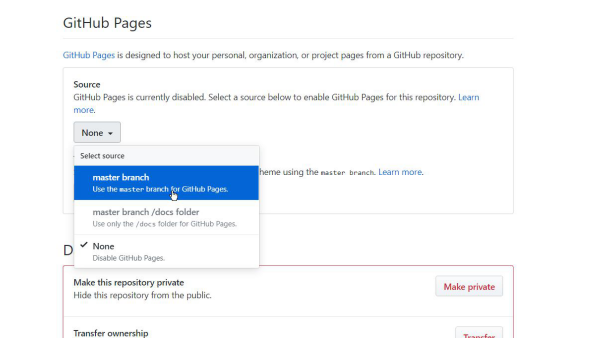 GitHub Pages
GitHub Pages is designed to host your personal, organization, or project pages from a GitHub repository.
Source
GitHub Pages is currently disabled. Select a source below to enable GitHub Pages for this repository. Learn
more.
None
Select source
master branch
Use the master branch for GitHub Pages.
heme using the master branch. Learn more.
master branch /docs folder
Use only the /docs folder for GitHub Pages.
None
Disable GitHub Pages.
D
Make this repository private
Hide this repository from the public.
Make private
Transfer ownership
Transfer